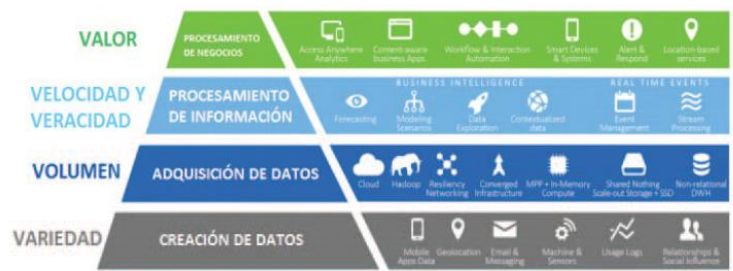 VALOR
PROCESAMIENTO
DE NEGOCIOS
Access Anywhere
Analytics
Content-aware
business Apps.
Workflow & Interaction
Automation
Smart Devices
& Systems
Alert &
Respond
Location-based
services
VELOCIDAD Y
VERACIDAD
PROCESAMIENTO
DE INFORMACIÓN
BUSINESS INTELLIGENCE
REAL TIME EVENTS
Forecasting
Modeling
Scenarios
Data
Exploration
Contextualized
data
Event
Management
Stream
Processing
VOLUMEN
ADQUISICIÓN DE DATOS
Cloud
Hadoop
Resiliency
Networking
Converged
Infrastructure
MPP + In-Memory
Compute
Shared Nothing
Scale-out Storage + SSD
Non-relational
DWH
VARIEDAD
CREACIÓN DE DATOS
Mobile
Apps Data
Geolocation
Email &
Messaging
Machine &
Sensors
Usage Logs
Relationships &
Social Influence